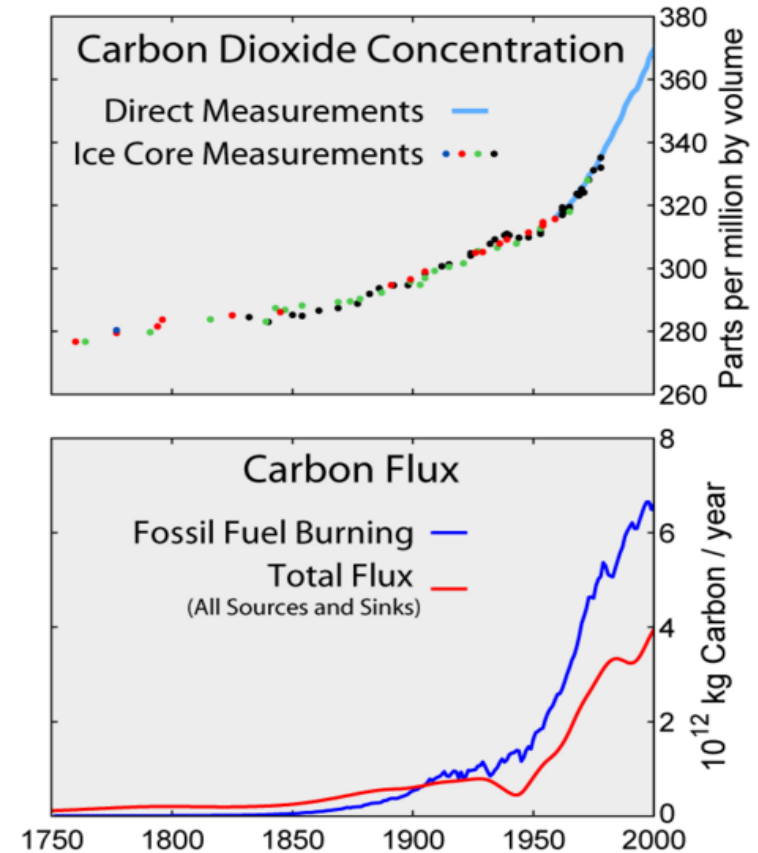 Carbon Dioxide Concentration
Direct Measurements
Ice Core Measurements
380
360
340
320
300
280
260
Parts per million by volume
Carbon Flux
Fossil Fuel Burning
Total Flux
(All Sources and Sinks)
8
6
4
2
0
10¹² kg Carbon / year
1750 1800 1850 1900 1950 2000